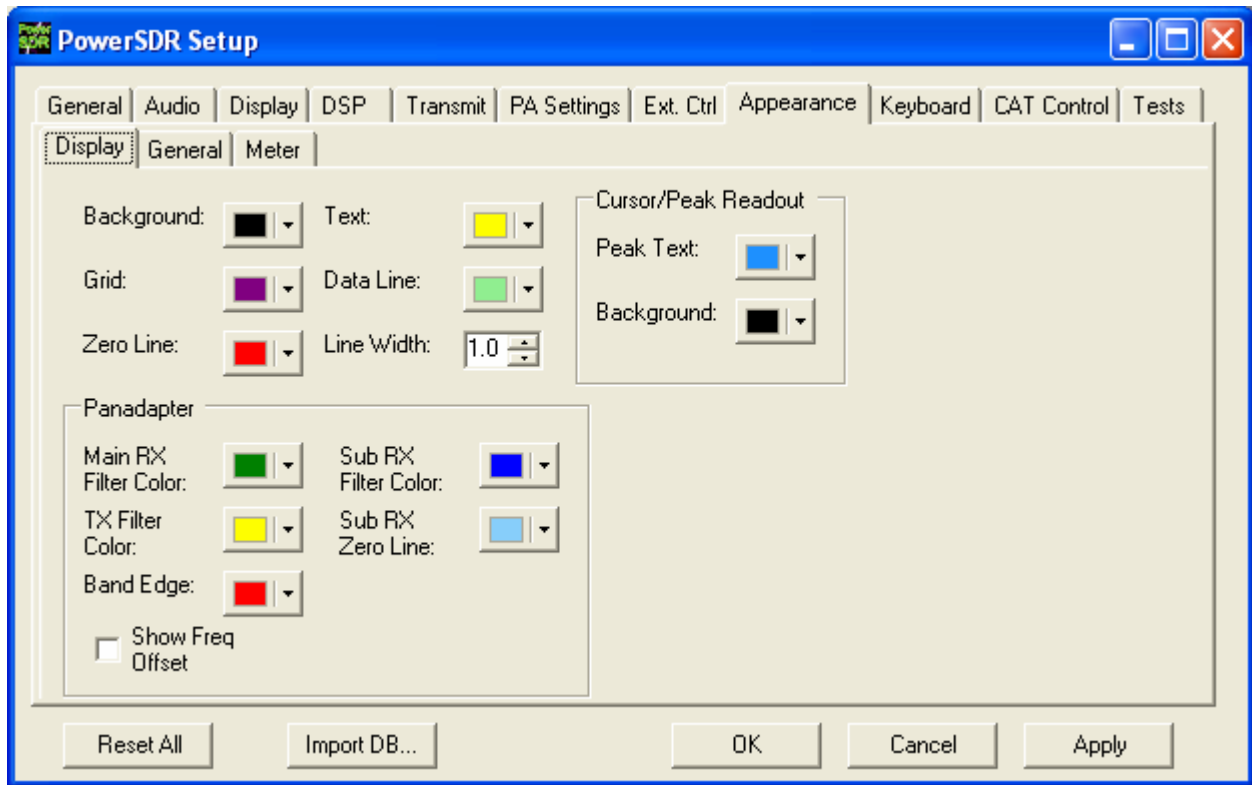 PowerSDR Setup
General Audio Display DSP Transmit PA Settings Ext. Ctrl Appearance Keyboard CAT Control Tests
Display General Meter
Background:
Text:
Grid:
Data Line:
Zero Line:
Line Width:
1.0
Cursor/Peak Readout
Peak Text:
Background:
Panadapter
Main RX
Filter Color:
Sub RX
Filter Color:
TX Filter
Color:
Sub RX
Zero Line:
Band Edge:
Show Freq
Offset
Reset All
Import DB...
OK
Cancel
Apply